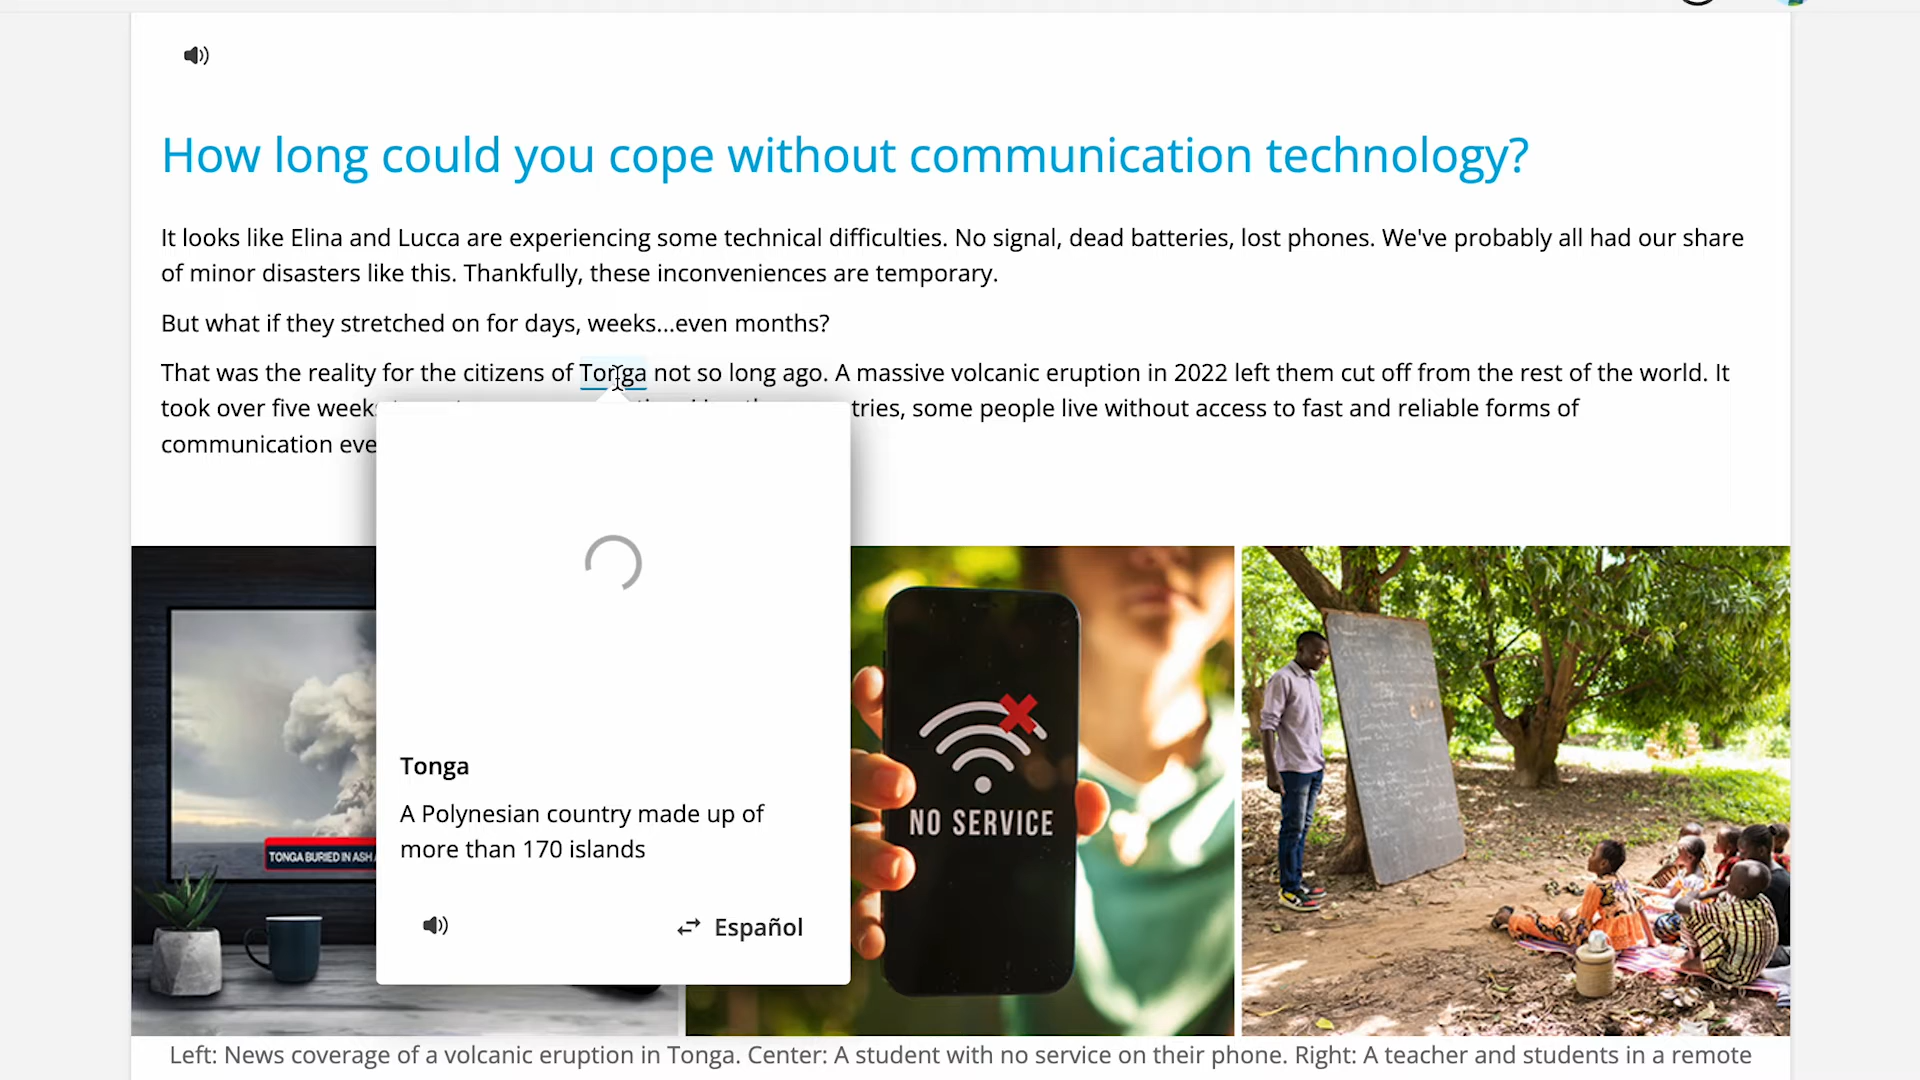 How long could you cope without communication technology?
It looks like Elina and Lucca are experiencing some technical difficulties. No signal, dead batteries, lost phones. We've probably all had our share
of minor disasters like this. Thankfully, these inconveniences are temporary.
But what if they stretched on for days, weeks...even months?
That was the reality for the citizens of Tonga not so long ago. A massive volcanic eruption in 2022 left them cut off from the rest of the world. It
took over five weeks tries, some people live without access to fast and reliable forms of
communication eve
TONGA BURIED IN ASH
NO SERVICE
Tonga
A Polynesian country made up of
more than 170 islands
Español
Left: News coverage of a volcanic eruption in Tonga. Center: A student with no service on their phone. Right: A teacher and students in a remote